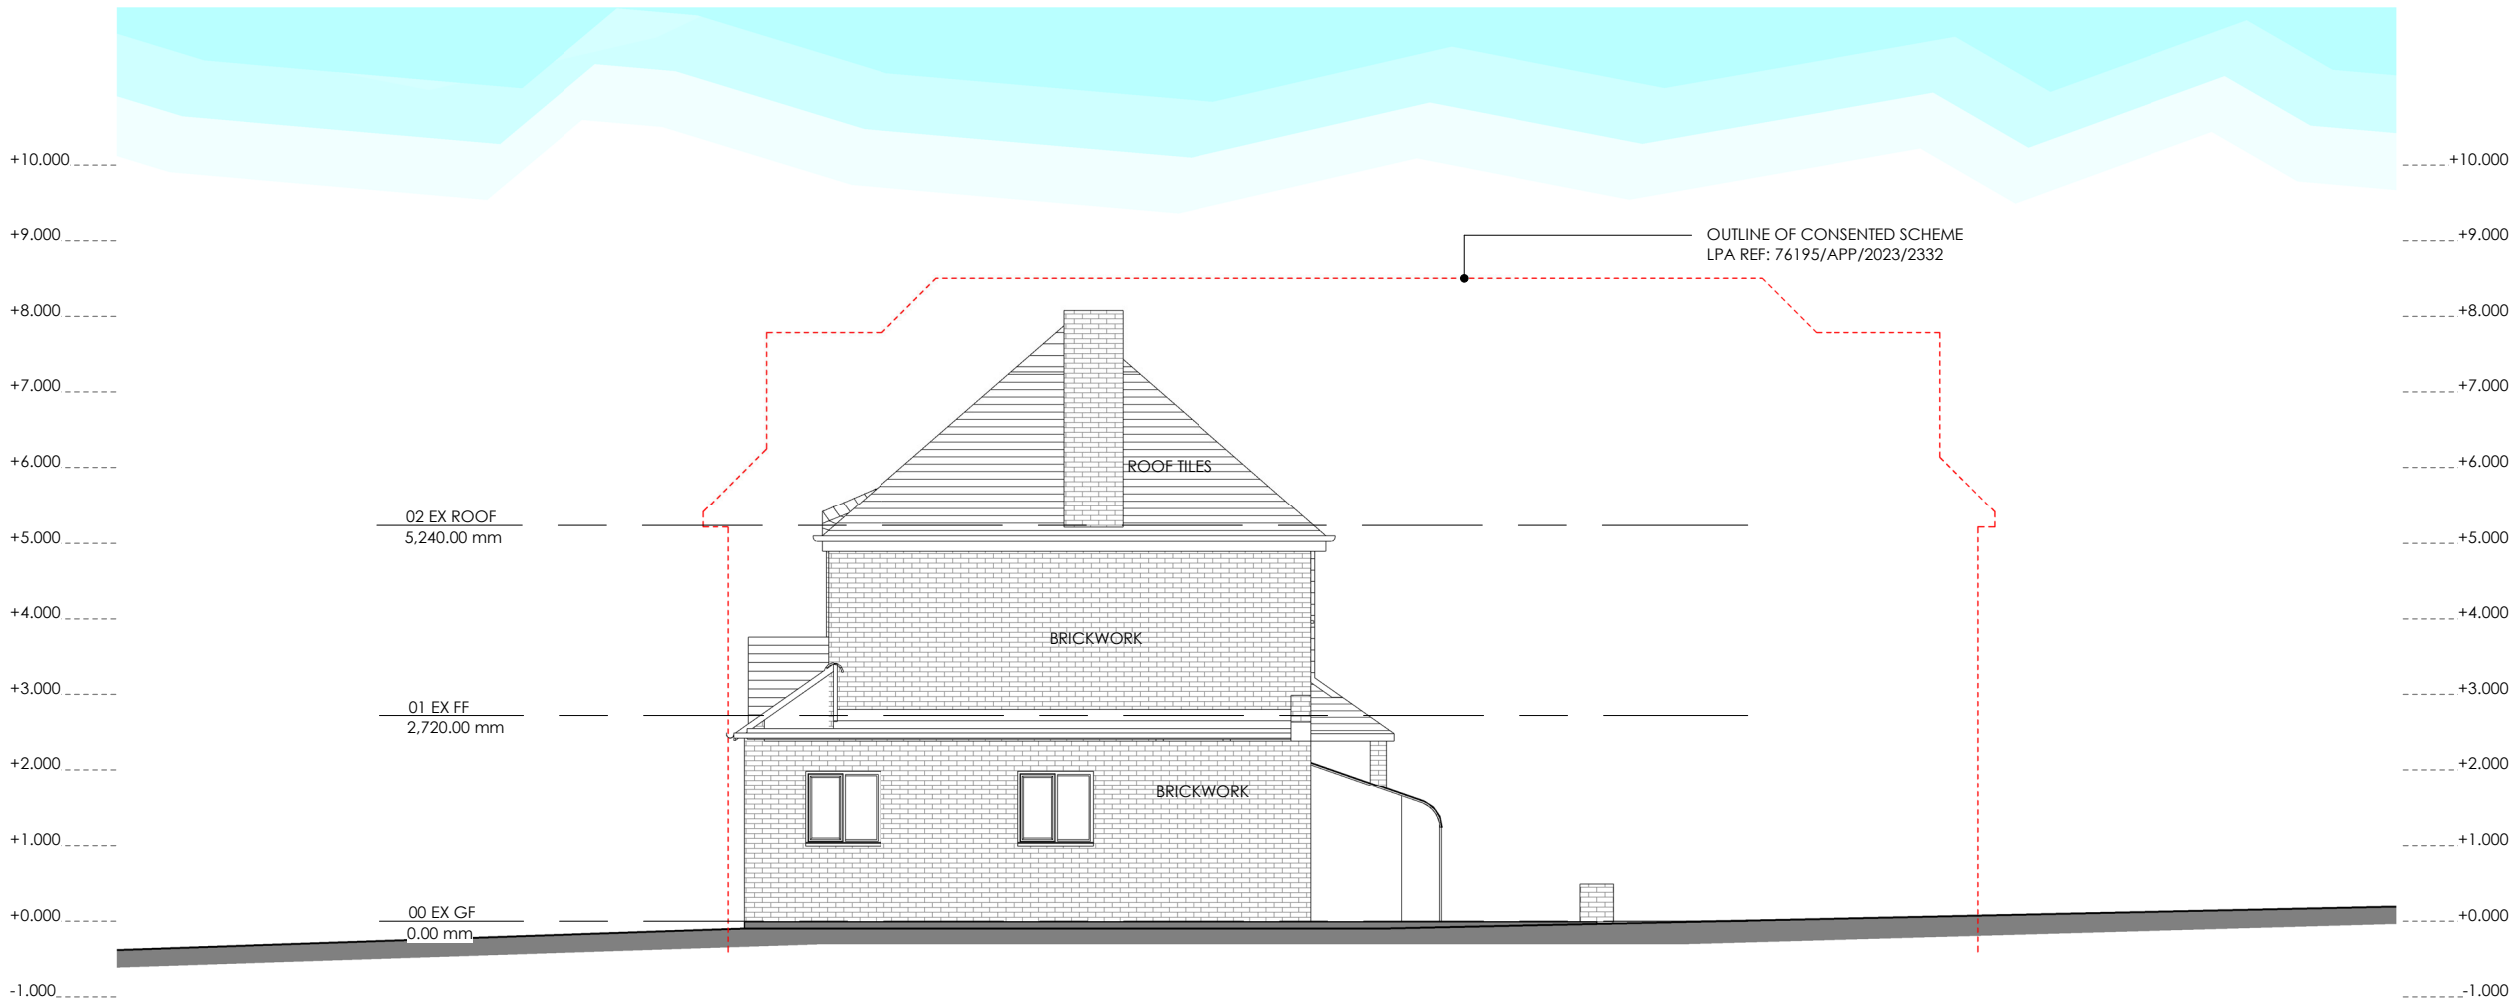 +10.000
+10.000
OUTLINE OF CONSENTED SCHEME
LPA REF: 76195/APP/2023/2332
+9.000
+9.000
+8.000
+8.000
+7.000
+7.000
+6.000
ROOF TILES
+6.000
02 EX ROOF
5,240.00 mm
+5.000
+5.000
+4.000
+4.000
BRICKWORK
+3.000
+3.000
01 EX FF
2,720.00 mm
+2.000
+2.000
BRICKWORK
+1.000
+1.000
00 EX GF
0.00 mm
+0.000
+0.000
-1.000
-1.000